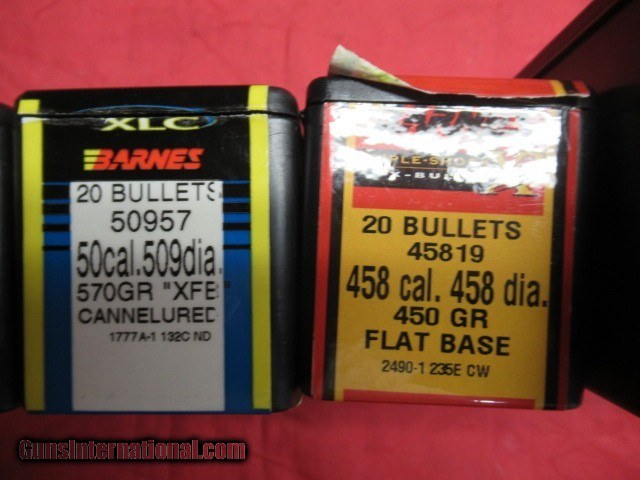 XLC
BARNES
20 BULLETS
50957
50cal.509dia.
570GR "XFB
CANNELURED
1777A-1 132C ND
X-BULL
20 BULLETS
45819
458 cal. 458 dia.
450 GR
FLAT BASE
2490-1 235E CW
GunsInternational.com